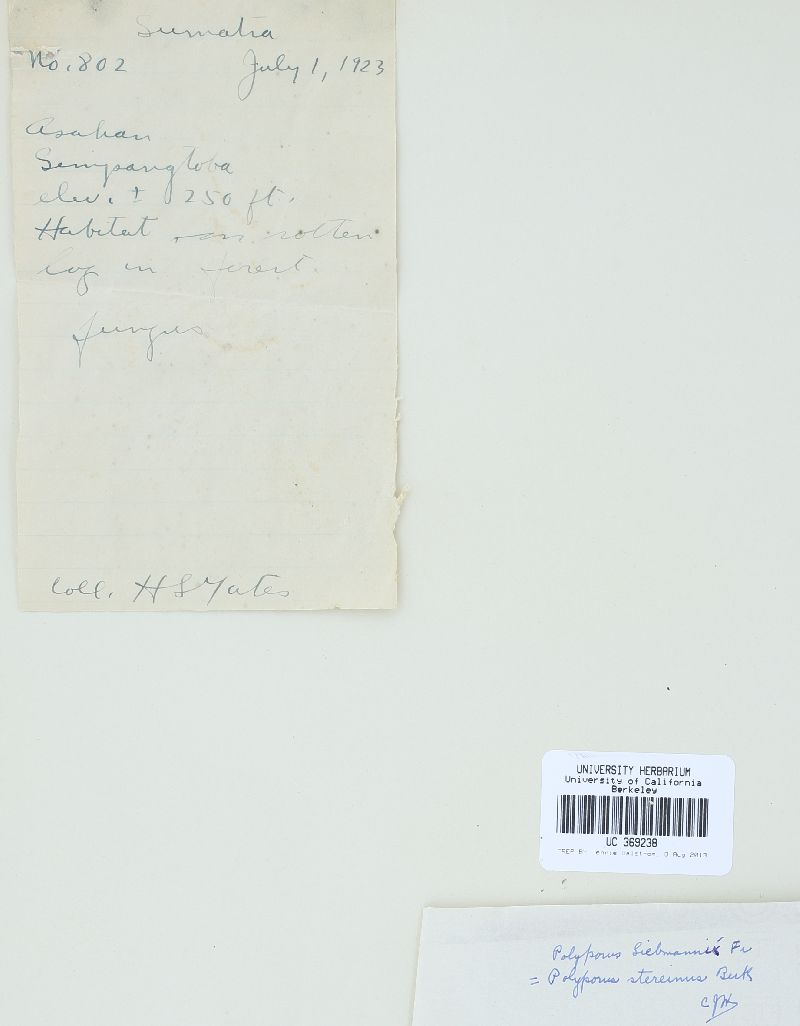 Sumatra
No. 802 July 1, 1923
Asahan
Simpangtoba
elev. ± 250 ft.
Habitat on rotten
log in forest.
fungus
Coll. H S Yates
UNIVERSITY HERBARIUM
University of California
Berkeley
UC 369238
Polyporus Liebmannii Fr
= Polyporus stereinus Berk
CJH